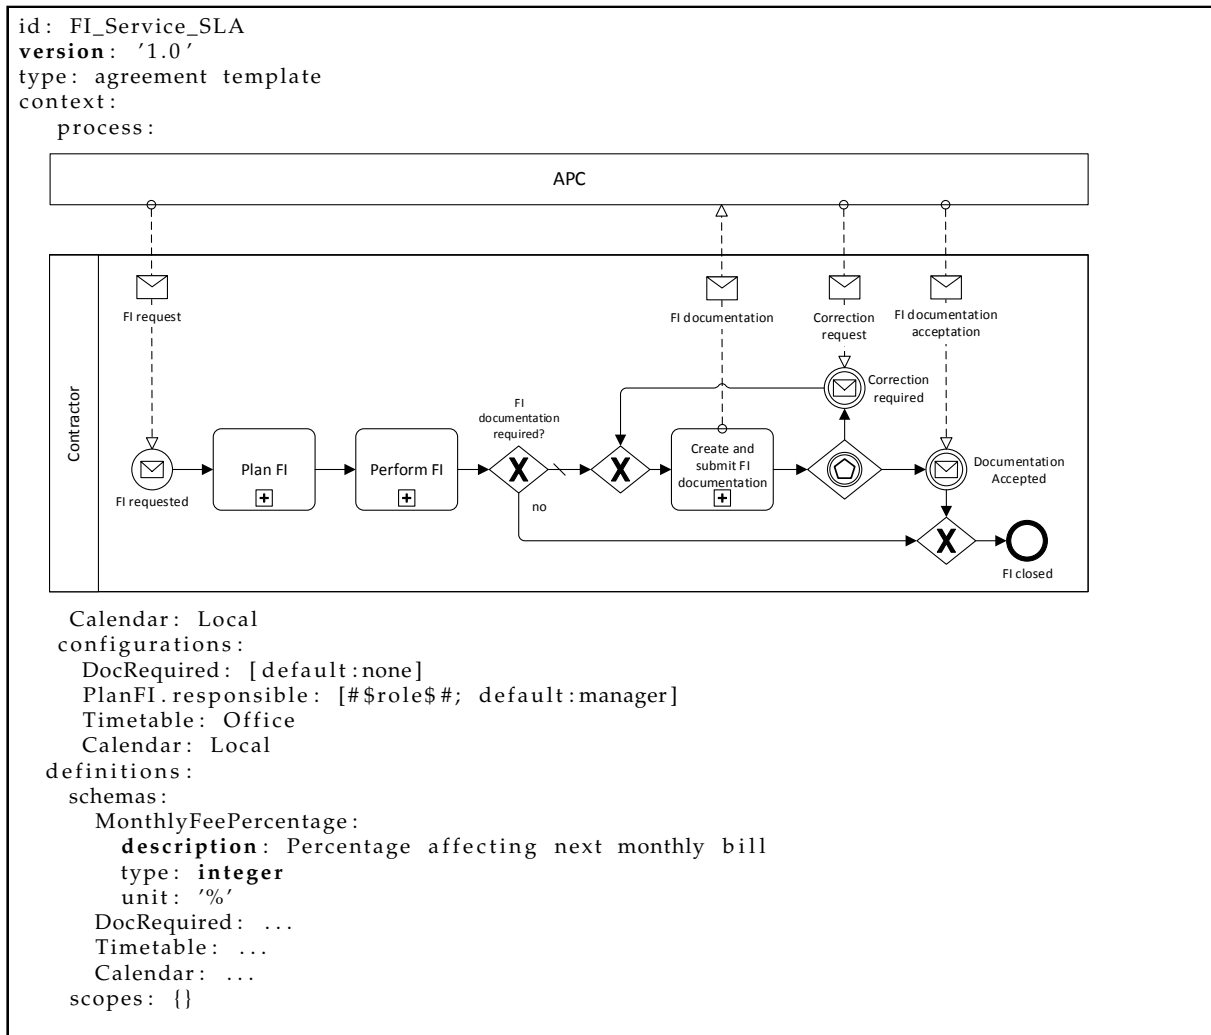 id: FI_Service_SLA
version: '1.0'
type: agreement template
context:
process:
APC
FI request
FI documentation
Correction
request
FI documentation
acceptation
Contractor
FI requested
Plan FI
Perform FI
FI
documentation
required?
no
Create and
submit FI
documentation
Correction
required
Documentation
Accepted
FI closed
Calendar: Local
configurations:
DocRequired: [default:none]
PlanFI.responsible: [#$role$#; default:manager]
Timetable: Office
Calendar: Local
definitions:
schemas:
MonthlyFeePercentage:
description: Percentage affecting next monthly bill
type: integer
unit: '%'
DocRequired: ...
Timetable: ...
Calendar: ...
scopes: {}